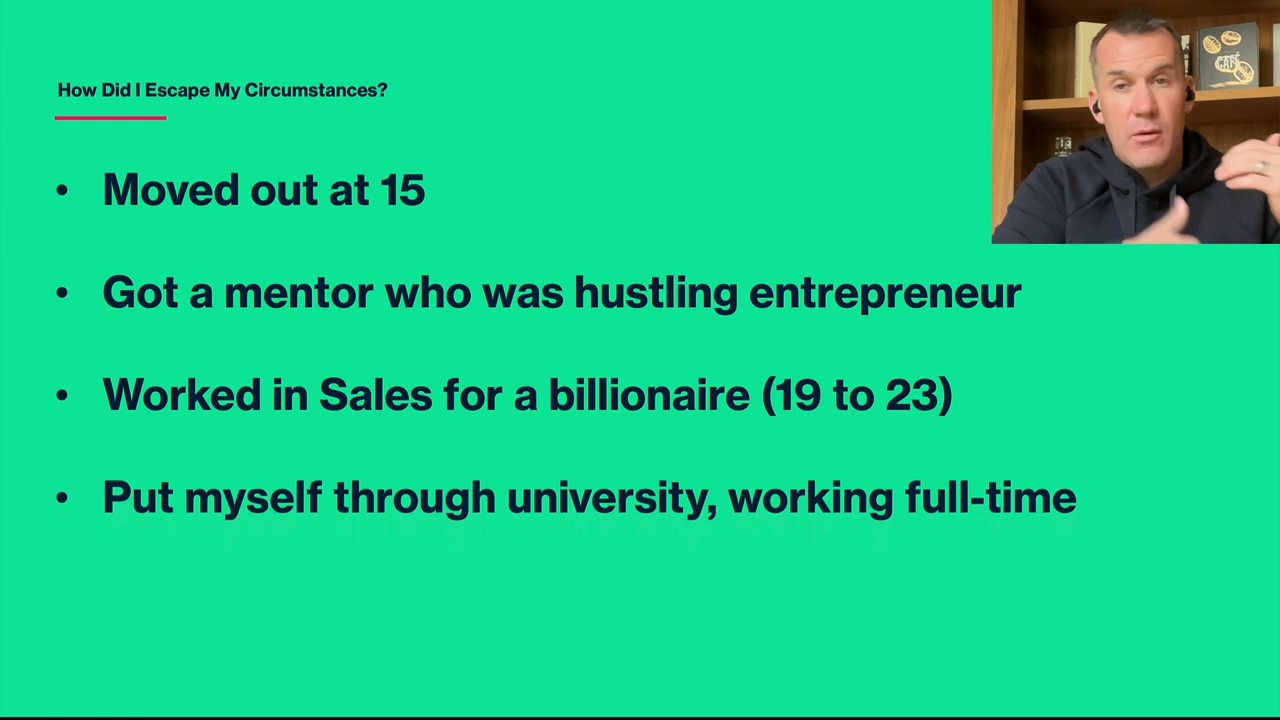 How Did I Escape My Circumstances?
• Moved out at 15
• Got a mentor who was hustling entrepreneur
• Worked in Sales for a billionaire (19 to 23)
• Put myself through university, working full-time
CAFÉ